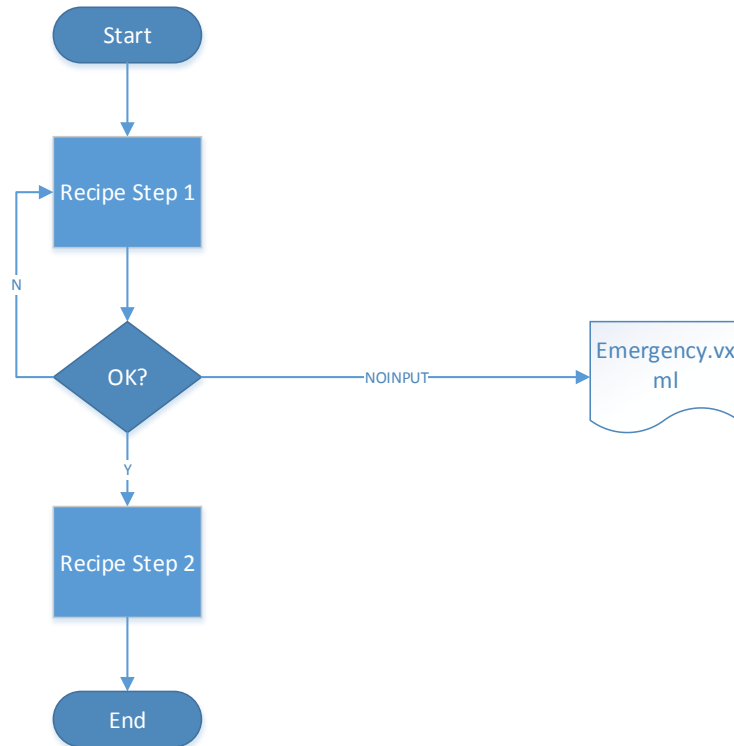 Start
Recipe Step 1
N
OK?
NOINPUT
Emergency.vx
ml
Y
Recipe Step 2
End